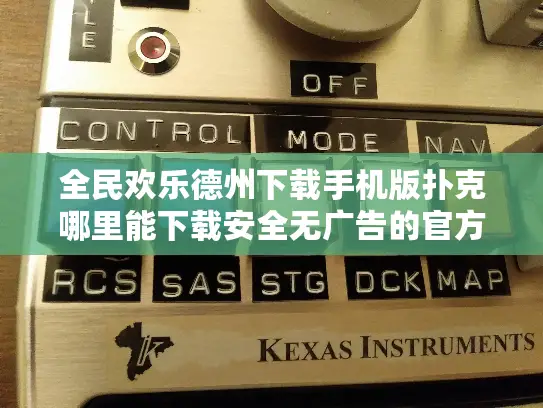 YLE
OFF
CONTROL MODE NAV
全民欢乐德州下载手机版扑克
哪里能下载安全无广告的官方
RCS SAS STG DCK MAP
K KEXAS INSTRUMENTS